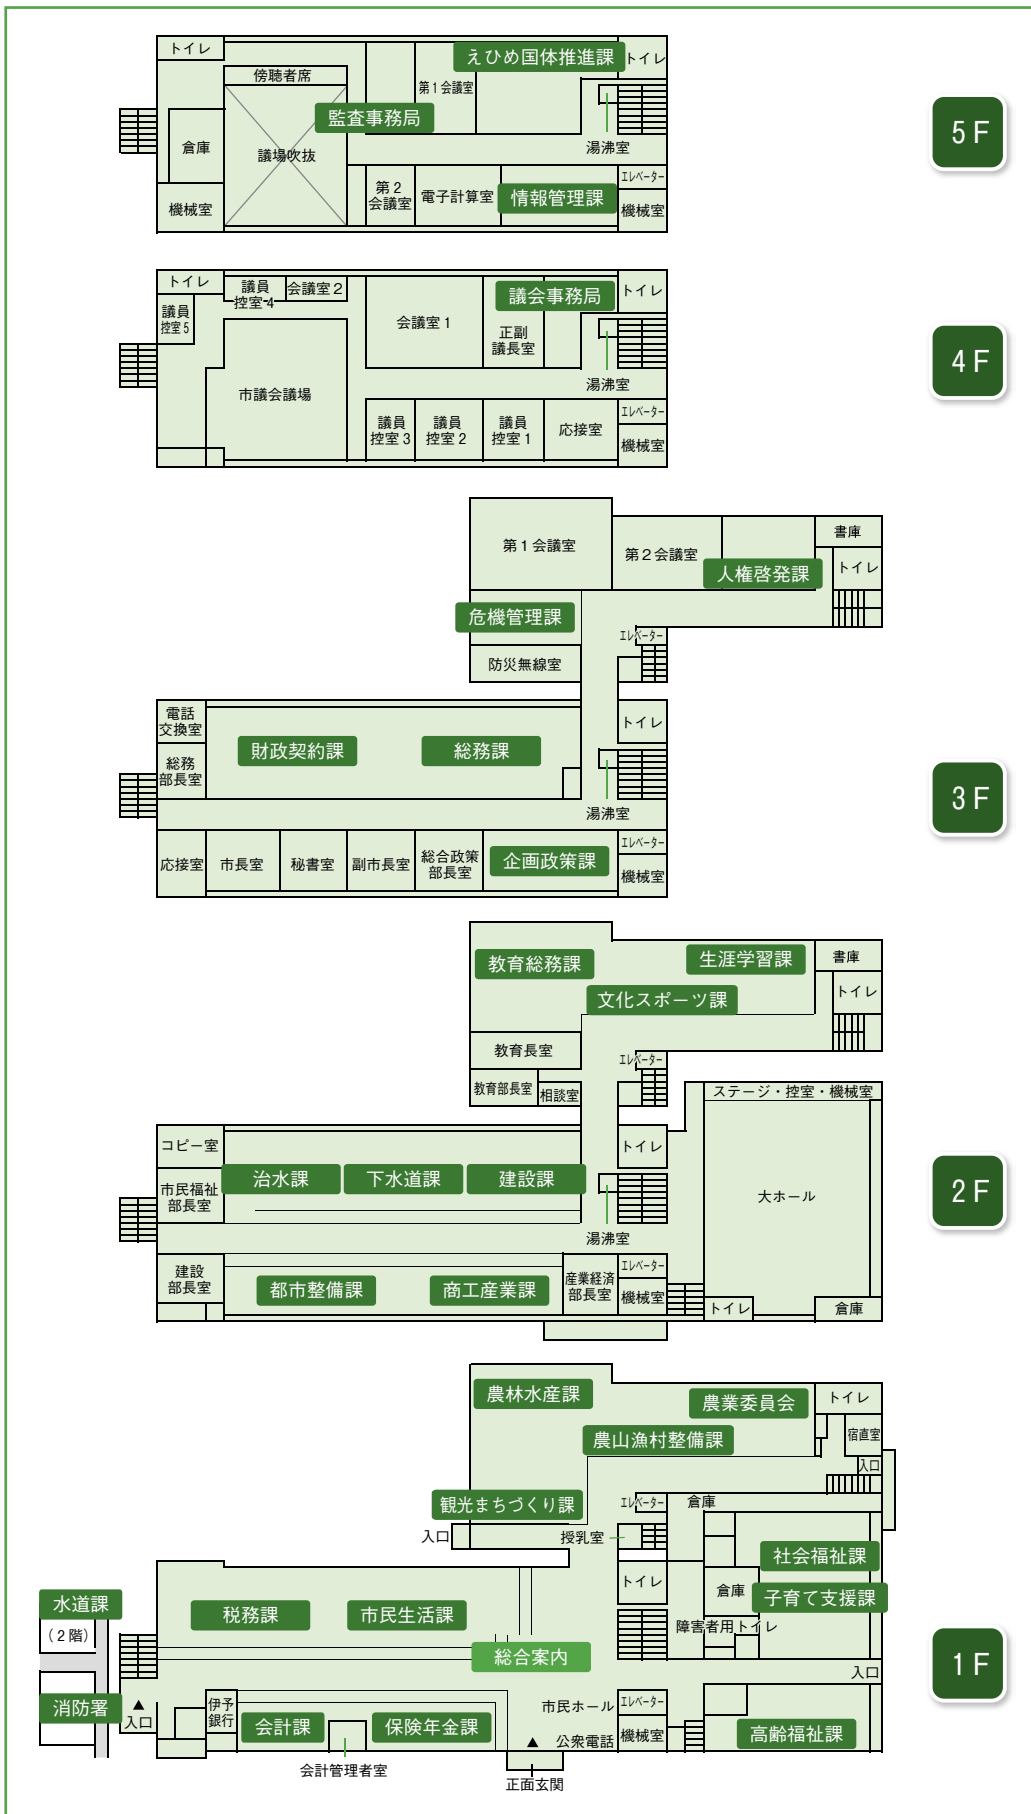 トイレ
傍聴者席
えひめ国体推進課
トイレ
第1会議室
監査事務局
5F
倉庫
議場吹抜
湯沸室
機械室
第2
会議室
電子計算室
情報管理課
エレベーター
機械室
トイレ
議員
控室4
会議室2
議会事務局
トイレ
議員
控室5
会議室1
正副
議長室
4F
湯沸室
市議会議場
議員
控室3
議員
控室2
議員
控室1
応接室
エレベーター
機械室
第1会議室
第2会議室
書庫
人権啓発課
トイレ
危機管理課
エレベーター
防災無線室
電話
交換室
トイレ
財政契約課
総務課
総務
部長室
3F
湯沸室
応接室
市長室
秘書室
副市長室
総合政策
部長室
企画政策課
エレベーター
機械室
教育総務課
生涯学習課
書庫
文化スポーツ課
トイレ
教育長室
エレベーター
教育部長室
相談室
ステージ・控室・機械室
コピー室
トイレ
治水課
下水道課
建設課
市民福祉
部長室
大ホール
2F
湯沸室
建設
部長室
都市整備課
商工産業課
産業経済
部長室
エレベーター
機械室
トイレ
倉庫
農林水産課
農業委員会
トイレ
農山漁村整備課
宿直室
入口
観光まちづくり課
エレベーター
倉庫
入口
授乳室
社会福祉課
トイレ
倉庫
子育て支援課
水道課
(2階)
税務課
市民生活課
障害者用トイレ
総合案内
1F
入口
消防署
▲
入口
伊予
銀行
会計課
保険年金課
市民ホール
エレベーター
公衆電話
機械室
高齢福祉課
▲
会計管理者室
正面玄関